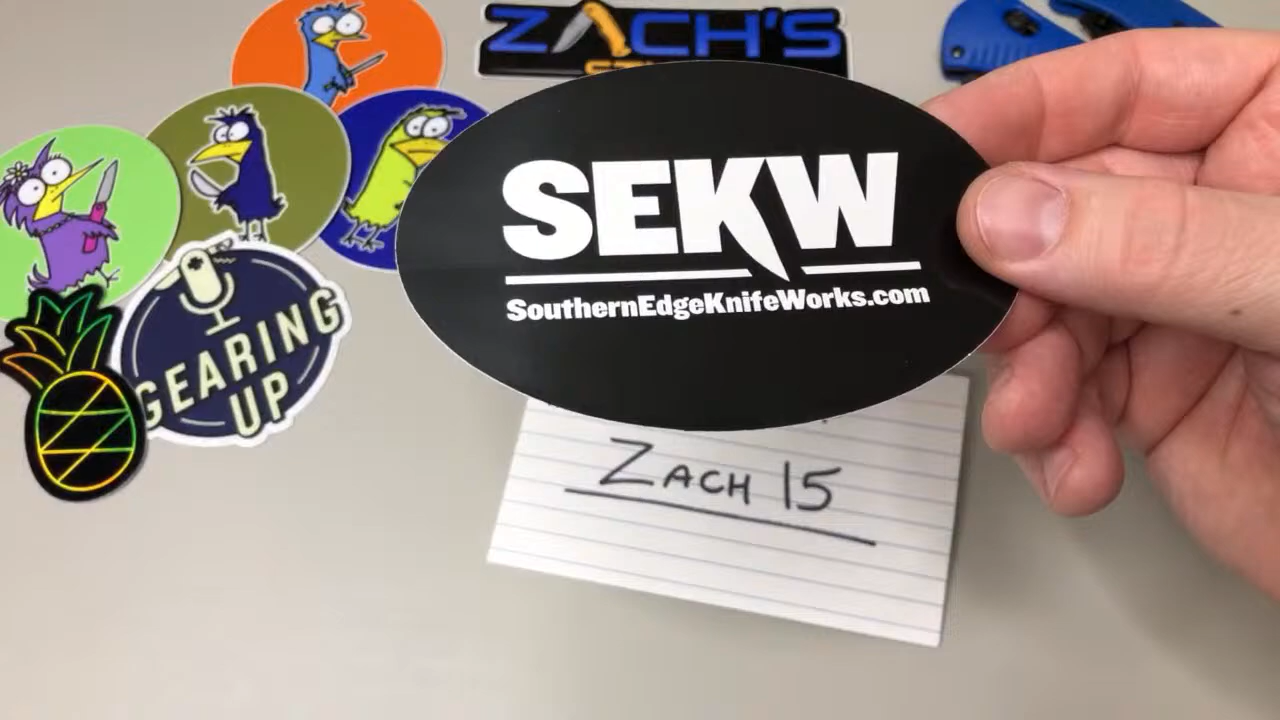 ZACH'S
SEKW
SouthernEdgeKnifeWorks.com
GEARING
UP
ZACH 15